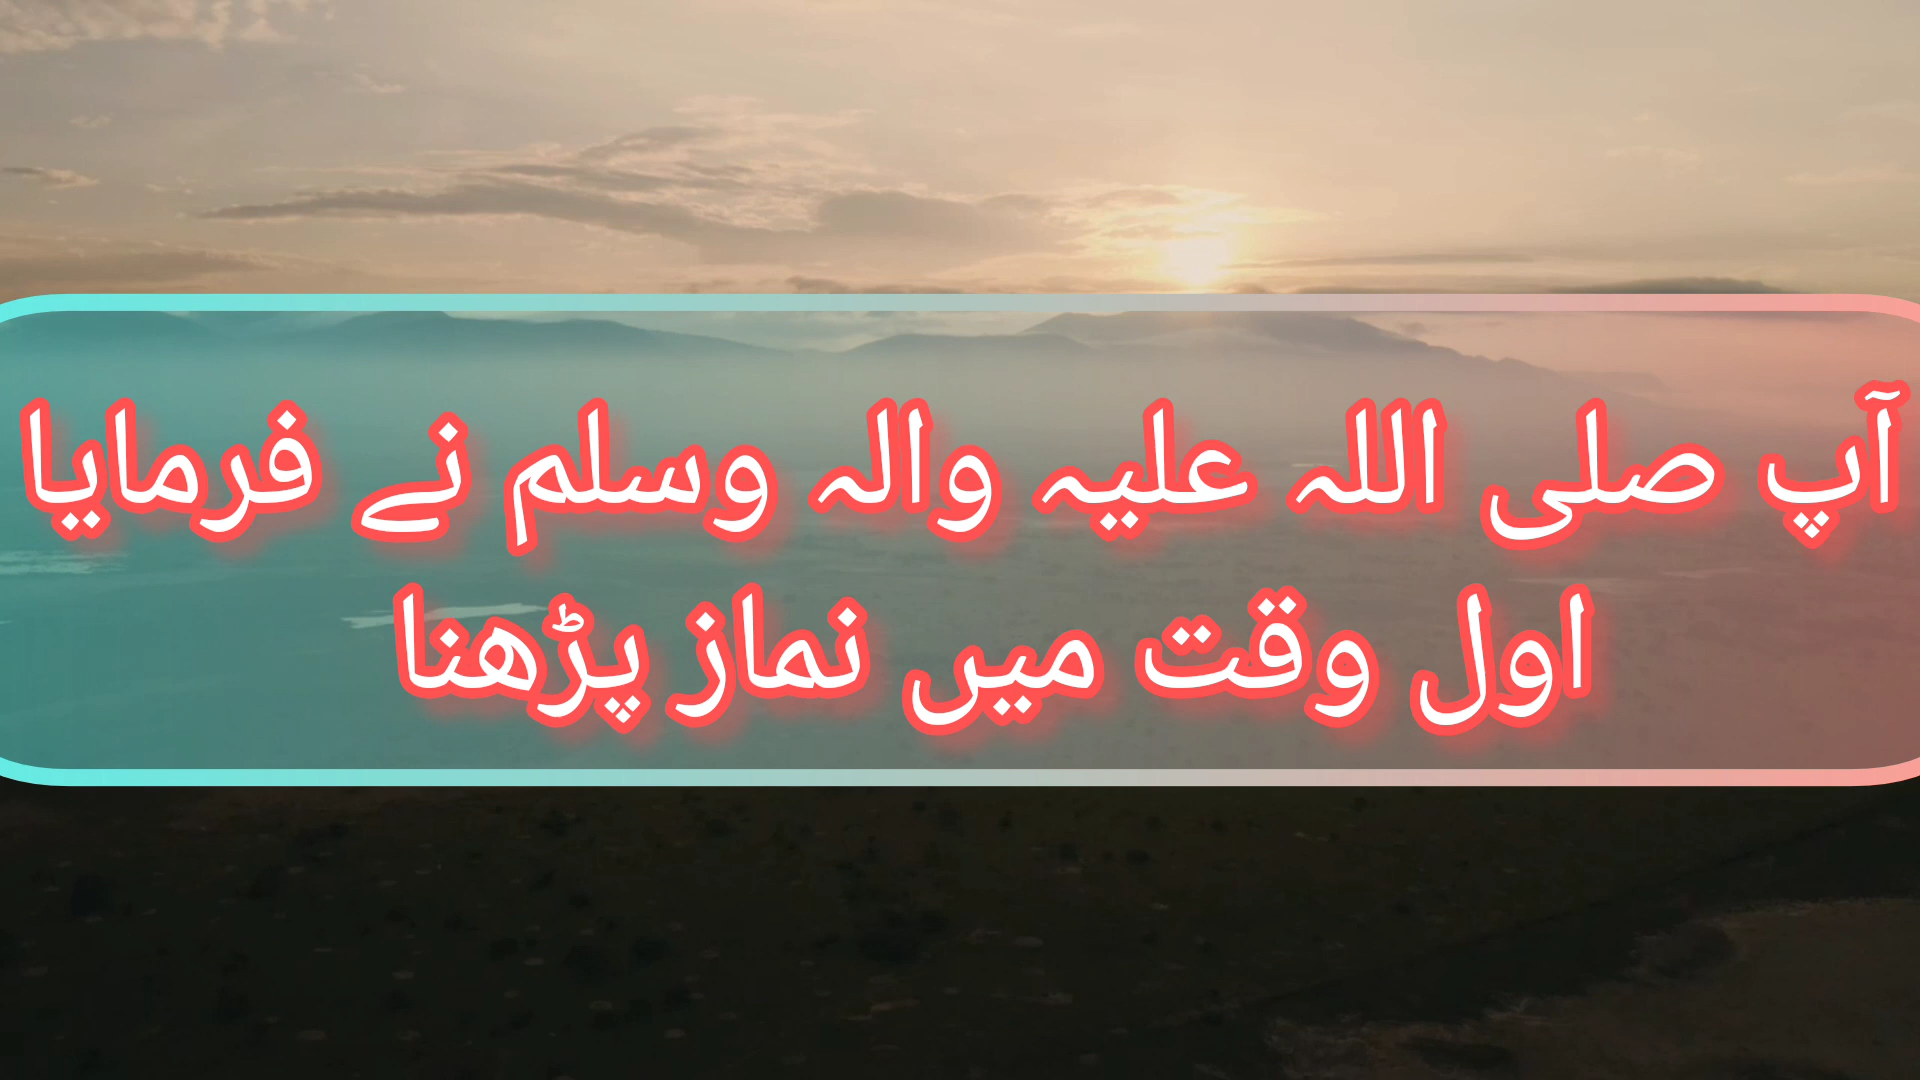 آپ صلی اللہ علیہ والہ وسلم نے فرمایا
اول وقت میں نماز پڑھنا